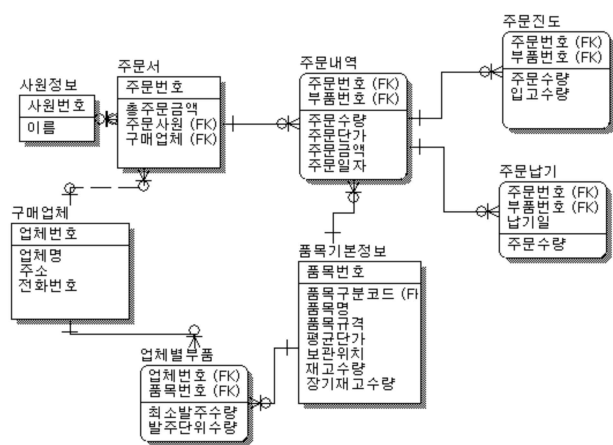 주문진도
주문번호 (FK)
부품번호 (FK)
주문수량
입고수량
주문서
주문번호
총주문금액
주문사원 (FK)
구매업체 (FK)
주문내역
주문번호 (FK)
부품번호 (FK)
주문수량
주문단가
주문금액
주문일자
사원정보
사원번호
이름
주문납기
주문번호 (FK)
부품번호 (FK)
납기일
주문수량
구매업체
업체번호
업체명
주소
전화번호
품목기본정보
품목번호
품목구분코드 (FK
품목명
품목규격
평균단가
보관위치
재고수량
장기재고수량
업체별부품
업체번호 (FK)
품목번호 (FK)
최소발주수량
발주단위수량